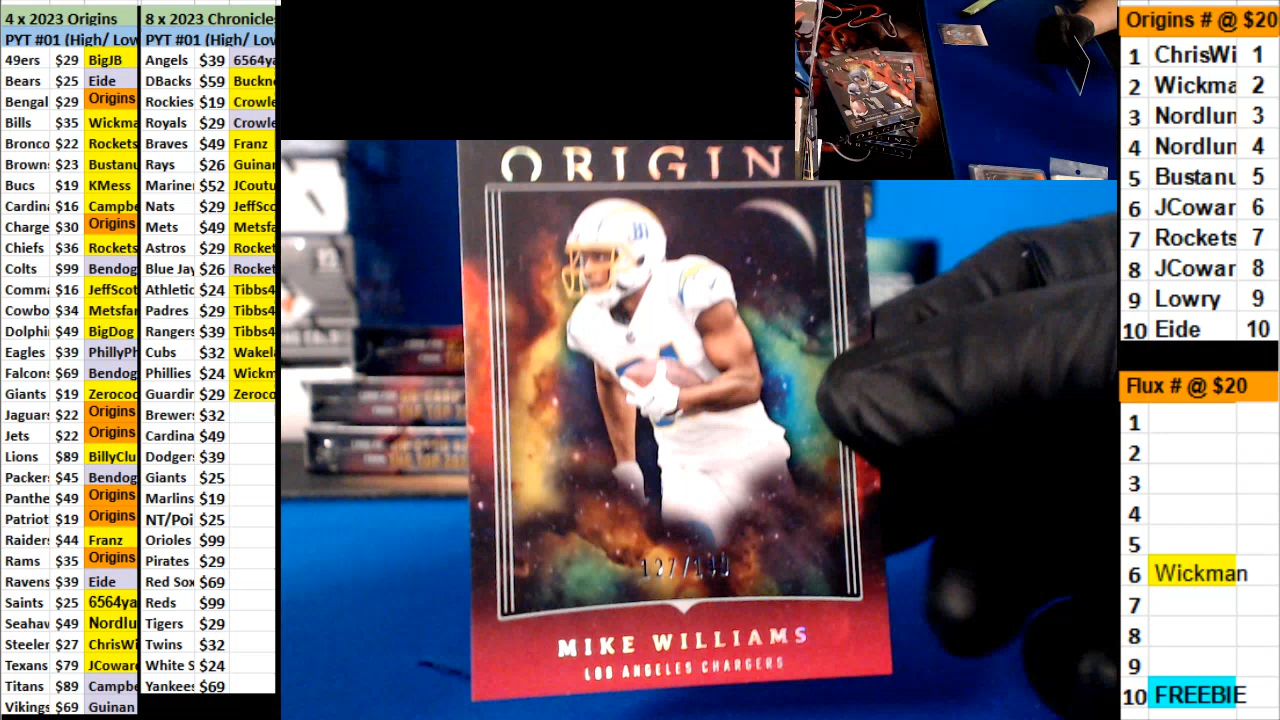 4 x 2023 Origins
PYT #01 (High/ Low
49ers $29 BigJB
Bears $25 Eide
Bengal $29 Origins
Bills $35 Wickma
Bronco $22 Rockets
Brown $23 Bustanu
Bucs $19 KMess
Cardina $16 Campbe
Charge $30 Origins
Chiefs $36 Rockets
Colts $99 Bendog
Comma $16 JeffScot
Cowbo $34 Metsfar
Dolphi $49 BigDog
Eagles $39 PhillyPh
Falcon $69 Bendog
Giants $19 Zerocoo
Jaguar $22 Origins
Jets $22 Origins
Lions $89 BillyClu
Packer $45 Bendog
Panthe $49 Origins
Patriot $19 Origins
Raider $44 Franz
Rams $35 Origins
Ravens $39 Eide
Saints $25 6564ya
Seahaw $49 Nordlu
Steeler $27 ChrisWi
Texans $79 JCoward
Titans $89 Campbe
Vikings $69 Guinan
8 x 2023 Chronicle
PYT #01 (High/ Lov
Angels $39 6564ya
DBacks $59 Buckn
Rockies $19 Crowle
Royals $29 Crowle
Braves $49 Franz
Rays $26 Guinar
Mariner $52 JCoutu
Nats $29 JeffSco
Mets $49 Metsfa
Astros $29 Rocket
Blue Jay $26 Rocket
Athletic $24 Tibbs4
Padres $29 Tibbs4
Rangers $39 Tibbs4
Cubs $32 Wakela
Phillies $24 Wickm
Guardir $29 Zeroco
Brewer $32
Cardina $49
Dodger $39
Giants $25
Marlins $19
NT/Poi $25
Orioles $99
Pirates $29
Red Sox $69
Reds $99
Tigers $29
Twins $32
White S $24
Yankee $69
ORIGIN
MIKE WILLIAMS
LOS ANGELES CHARGERS
Origins # @ $20
1 ChrisWi 1
2 Wickma 2
3 Nordlun 3
4 Nordlun 4
5 Bustanu 5
6 JCowar 6
7 Rockets 7
8 JCowar 8
9 Lowry 9
10 Eide 10
Flux # @ $20
1
2
3
4
5
6 Wickman
7
8
9
10 FREEBIE